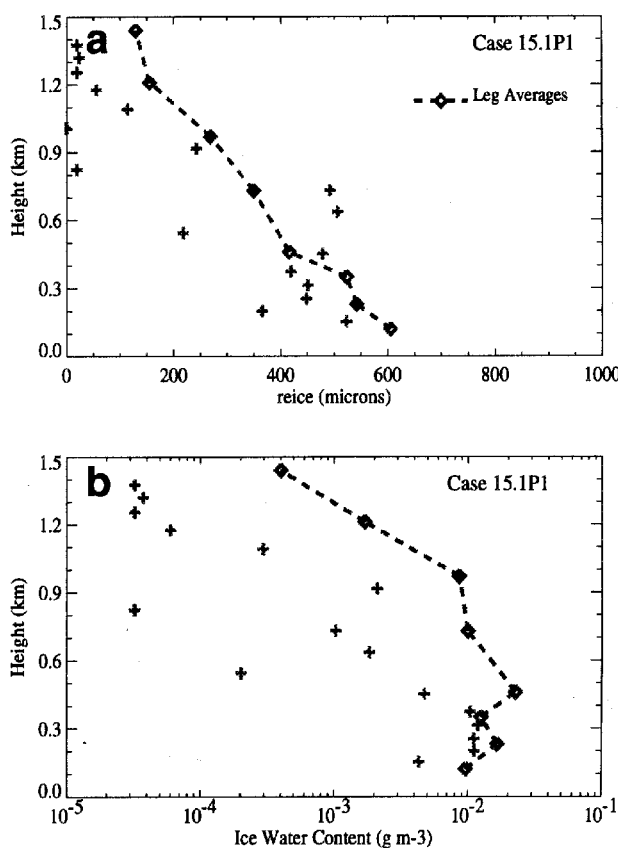 a
Case 15.1P1
Leg Averages
1.5
1.2
0.9
0.6
0.3
0.0
Height (km)
0 200 400 600 800 1000
reice (microns)
b
Case 15.1P1
1.5
1.2
0.9
0.6
0.3
0.0
Height (km)
10-5 10-4 10-3 10-2 10-1
Ice Water Content (g m-3)